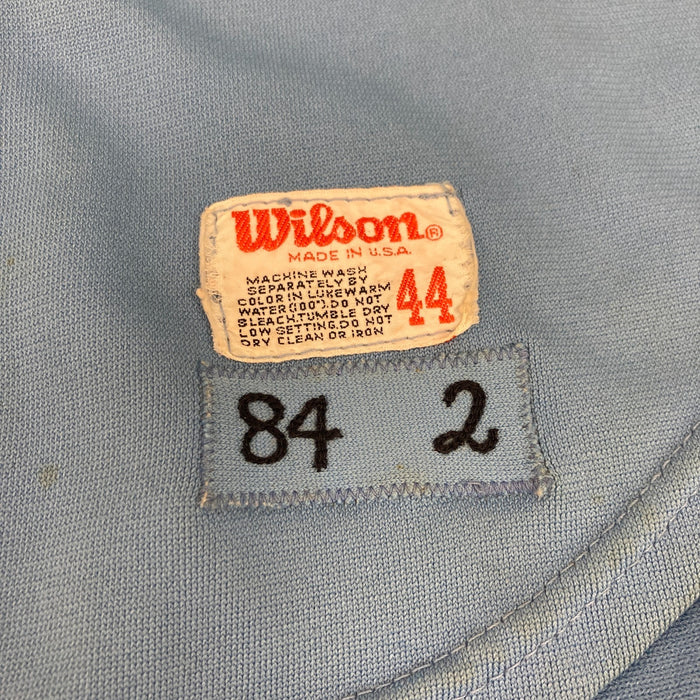 Wilson®
MADE IN U.S.A.
MACHINE WASH
SEPARATELY BY
COLOR IN LUKEWARM
WATER(100°). DO NOT
BLEACH.TUMBLE DRY
LOW SETTING.DO NOT
DRY CLEAN OR IRON
44
84 2